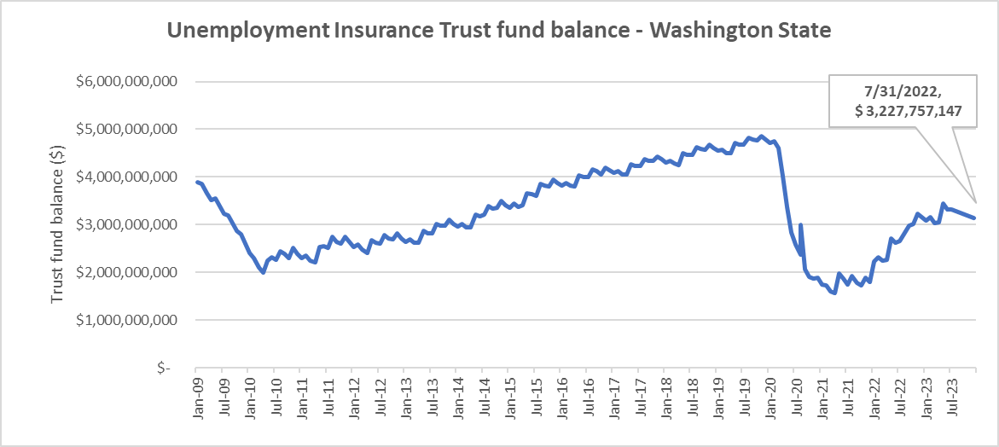 Unemployment Insurance Trust fund balance - Washington State
Trust fund balance ($)
$6,000,000,000
$5,000,000,000
$4,000,000,000
$3,000,000,000
$2,000,000,000
$1,000,000,000
$-
7/31/2022,
$ 3,227,757,147
Jan-09
Jul-09
Jan-10
Jul-10
Jan-11
Jul-11
Jan-12
Jul-12
Jan-13
Jul-13
Jan-14
Jul-14
Jan-15
Jul-15
Jan-16
Jul-16
Jan-17
Jul-17
Jan-18
Jul-18
Jan-19
Jul-19
Jan-20
Jul-20
Jan-21
Jul-21
Jan-22
Jul-22
Jan-23
Jul-23